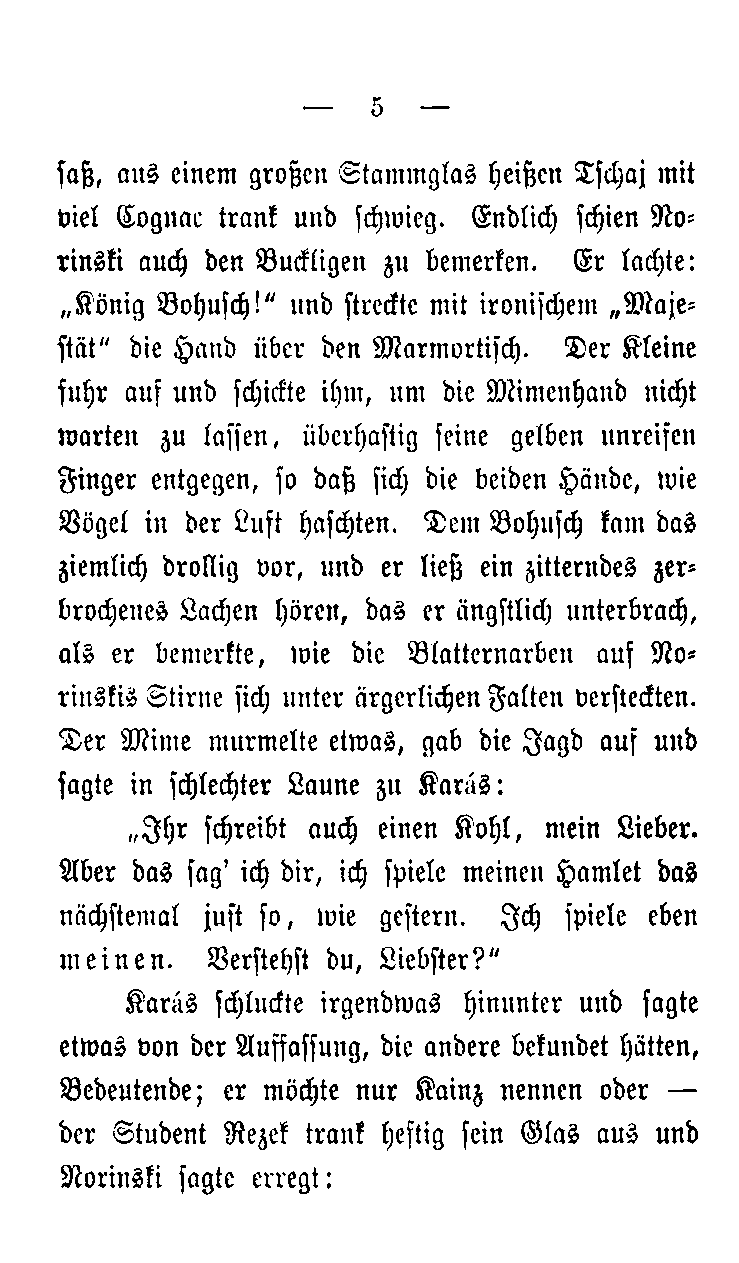 — 5 —
saß, aus einem großen Stammglas heißen Tschaj mit
viel Cognac trank und schwieg. Endlich schien No-
rinski auch den Buckligen zu bemerken. Er lachte:
„König Bohusch!“ und streckte mit ironischem „Maje-
stät“ die Hand über den Marmortisch. Der Kleine
fuhr auf und schickte ihm, um die Mimenhand nicht
warten zu lassen, überhastig seine gelben unreifen
Finger entgegen, so daß sich die beiden Hände, wie
Vögel in der Luft haschten. Dem Bohusch kam das
ziemlich drollig vor, und er ließ ein zitterndes zer-
brochenes Lachen hören, das er ängstlich unterbrach,
als er bemerkte, wie die Blatternarben auf No-
rinskis Stirne sich unter ärgerlichen Falten versteckten.
Der Mime murmelte etwas, gab die Jagd auf und
sagte in schlechter Laune zu Karás:
„Ihr schreibt auch einen Kohl, mein Lieber.
Aber das sag’ ich dir, ich spiele meinen Hamlet das
nächstemal just so, wie gestern. Ich spiele eben
meinen. Verstehst du, Liebster?“
Karás schluckte irgendwas hinunter und sagte
etwas von der Auffassung, die andere bekundet hätten,
Bedeutende; er möchte nur Kainz nennen oder —
der Student Rezek trank heftig sein Glas aus und
Norinski sagte erregt: